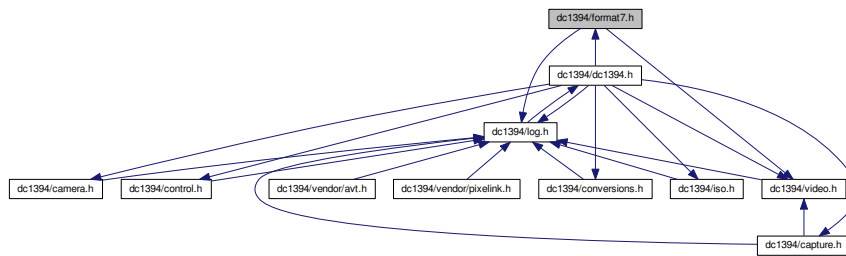 dc1394/format7.h
dc1394/dc1394.h
dc1394/log.h
dc1394/camera.h
dc1394/control.h
dc1394/vendor/avt.h
dc1394/vendor/pixelink.h
dc1394/conversions.h
dc1394/iso.h
dc1394/video.h
dc1394/capture.h